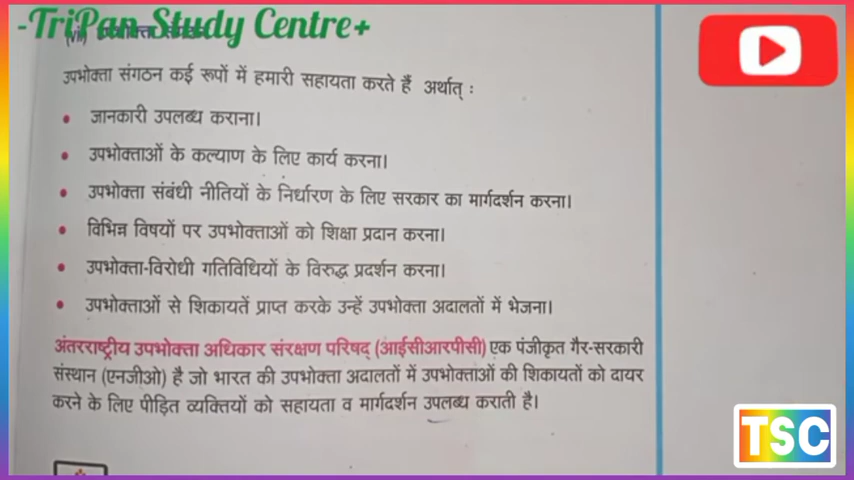 -TriPan Study Centre+
(vii) उपभोक्ता संगठन
उपभोक्ता संगठन कई रूपों में हमारी सहायता करते हैं अर्थात् :
• जानकारी उपलब्ध कराना।
• उपभोक्ताओं के कल्याण के लिए कार्य करना।
• उपभोक्ता संबंधी नीतियों के निर्धारण के लिए सरकार का मार्गदर्शन करना।
• विभिन्न विषयों पर उपभोक्ताओं को शिक्षा प्रदान करना।
• उपभोक्ता-विरोधी गतिविधियों के विरुद्ध प्रदर्शन करना।
• उपभोक्ताओं से शिकायतें प्राप्त करके उन्हें उपभोक्ता अदालतों में भेजना।
अंतरराष्ट्रीय उपभोक्ता अधिकार संरक्षण परिषद् (आईसीआरपीसी) एक पंजीकृत गैर-सरकारी
संस्थान (एनजीओ) है जो भारत की उपभोक्ता अदालतों में उपभोक्ताओं की शिकायतों को दायर
करने के लिए पीड़ित व्यक्तियों को सहायता व मार्गदर्शन उपलब्ध कराती है।
TSC